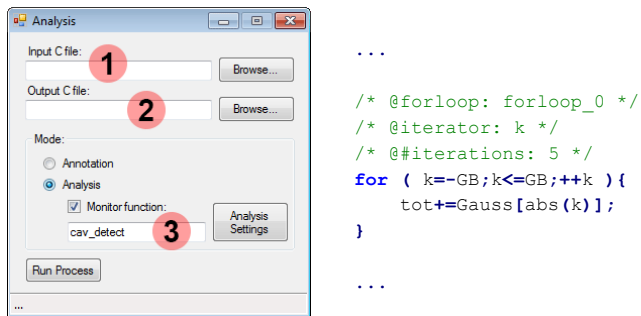 Analysis
Input C file:
1
Browse...
Output C file:
2
Browse...
Mode:
Annotation
Analysis
Monitor function:
cav_detect
3
Analysis
Settings
Run Process
...
...
/* @forloop: forloop_0 */
/* @iterator: k */
/* @#iterations: 5 */
for ( k=-GB;k<=GB;++k ){
    tot+=Gauss[abs(k)];
}
...